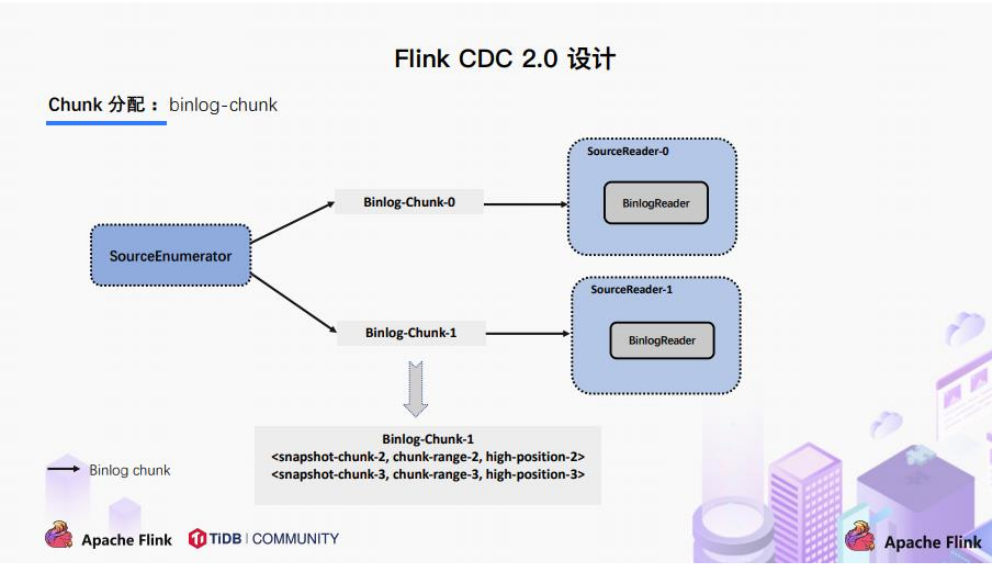 Flink CDC 2.0 设计
Chunk 分配： binlog-chunk
SourceReader-0
Binlog-Chunk-0
BinlogReader
SourceEnumerator
SourceReader-1
Binlog-Chunk-1
BinlogReader
Binlog-Chunk-1
<snapshot-chunk-2, chunk-range-2, high-position-2>
<snapshot-chunk-3, chunk-range-3, high-position-3>
Binlog chunk
Apache Flink
TiDB | COMMUNITY
Apache Flink